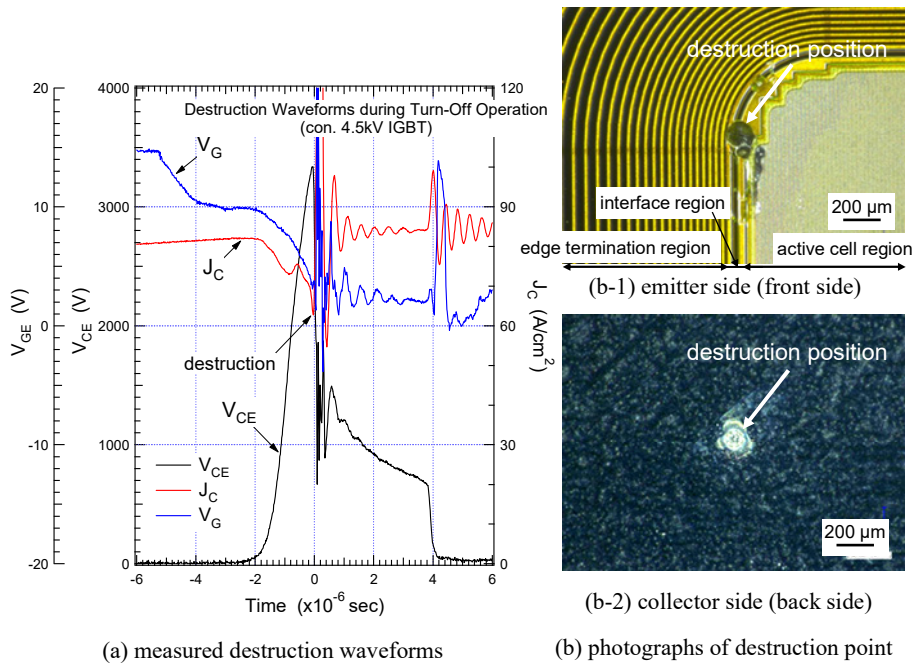 Destruction Waveforms during Turn-Off Operation
(con. 4.5kV IGBT)
20
10
0
-10
-20
V_GE (V)
4000
3000
2000
1000
0
V_CE (V)
120
90
60
30
0
J_C (A/cm²)
V_G
J_C
destruction
V_CE
V_CE
J_C
V_G
-6
-4
-2
0
2
4
6
Time (x10⁻⁶ sec)
(a) measured destruction waveforms
destruction position
interface region
200 µm
edge termination region
active cell region
(b-1) emitter side (front side)
destruction position
200 µm
(b-2) collector side (back side)
(b) photographs of destruction point